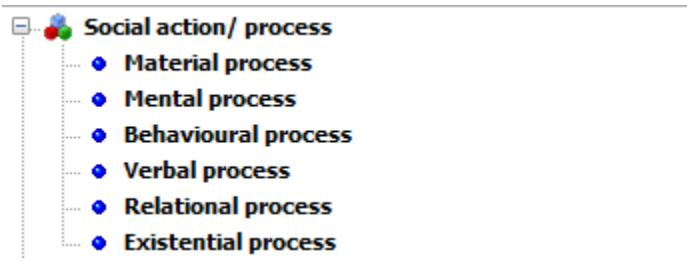 Social action/ process
Material process
Mental process
Behavioural process
Verbal process
Relational process
Existential process